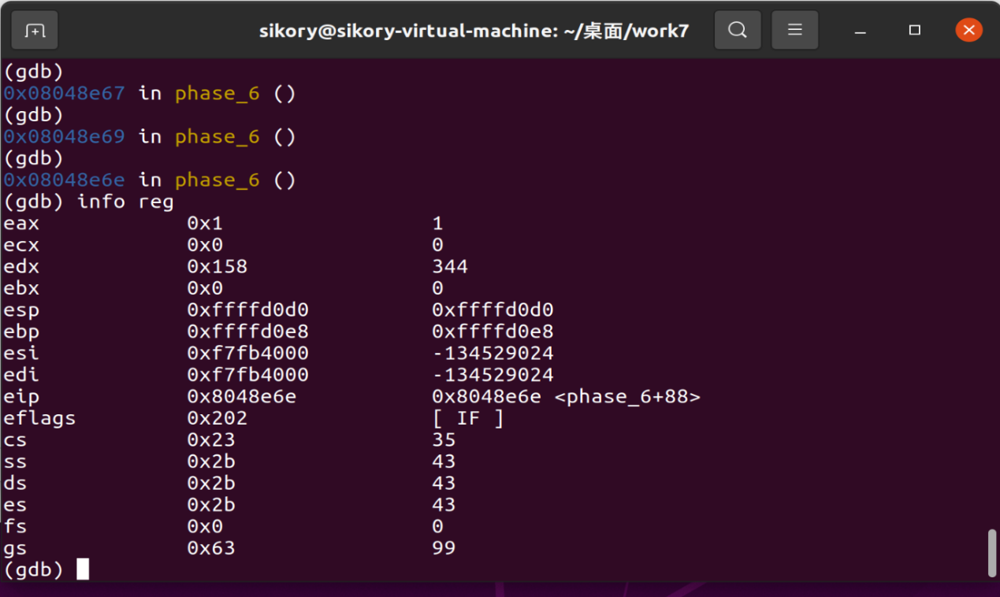 sikory@sikory-virtual-machine: ~/桌面/work7
(gdb)
0x08048e67 in phase_6 ()
(gdb)
0x08048e69 in phase_6 ()
(gdb)
0x08048e6e in phase_6 ()
(gdb) info reg
eax 0x1 1
ecx 0x0 0
edx 0x158 344
ebx 0x0 0
esp 0xffffd0d0 0xffffd0d0
ebp 0xffffd0e8 0xffffd0e8
esi 0xf7fb4000 -134529024
edi 0xf7fb4000 -134529024
eip 0x8048e6e 0x8048e6e <phase_6+88>
eflags 0x202 [ IF ]
cs 0x23 35
ss 0x2b 43
ds 0x2b 43
es 0x2b 43
fs 0x0 0
gs 0x63 99
(gdb)